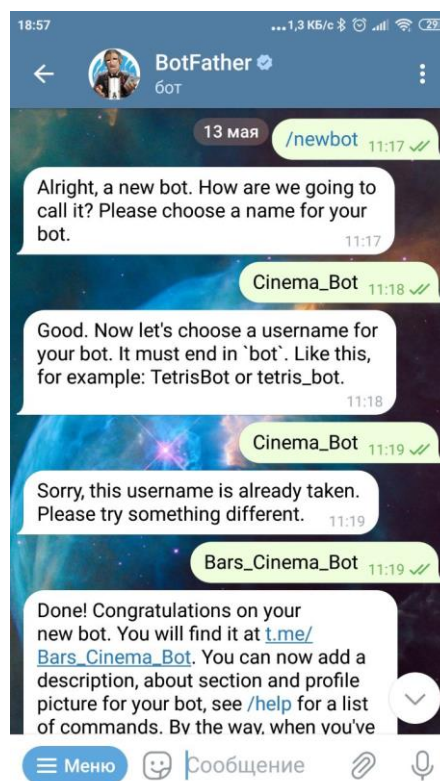 18:57
...1,3 КБ/с
29
BotFather
бот
13 мая
/newbot 11:17
Alright, a new bot. How are we going to
call it? Please choose a name for your
bot.
11:17
Cinema_Bot 11:18
Good. Now let's choose a username for
your bot. It must end in `bot`. Like this,
for example: TetrisBot or tetris_bot.
11:18
Cinema_Bot 11:19
Sorry, this username is already taken.
Please try something different. 11:19
Bars_Cinema_Bot 11:19
Done! Congratulations on your
new bot. You will find it at t.me/
Bars_Cinema_Bot. You can now add a
description, about section and profile
picture for your bot, see /help for a list
of commands. By the way, when you've
Меню
Сообщение